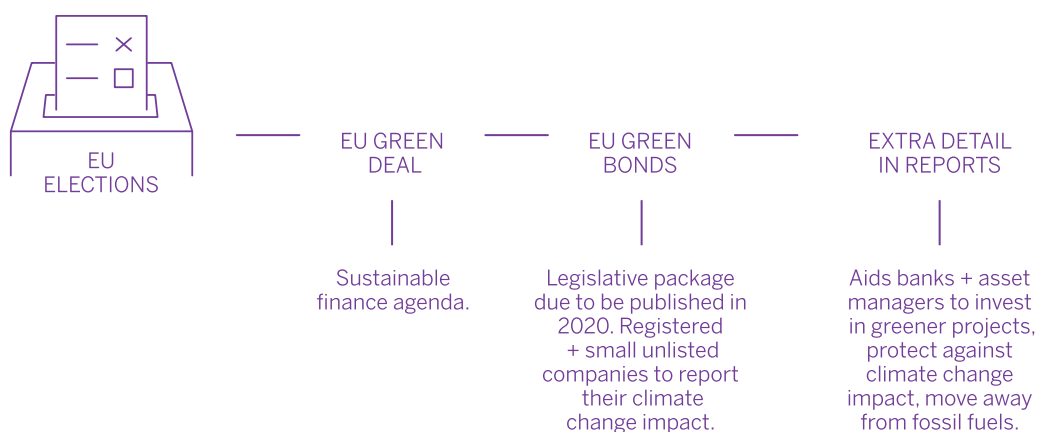 EU
ELECTIONS
EU GREEN
DEAL
Sustainable
finance agenda.
EU GREEN
BONDS
Legislative package
due to be published in
2020. Registered
+ small unlisted
companies to report
their climate
change impact.
EXTRA DETAIL
IN REPORTS
Aids banks + asset
managers to invest
in greener projects,
protect against
climate change
impact, move away
from fossil fuels.